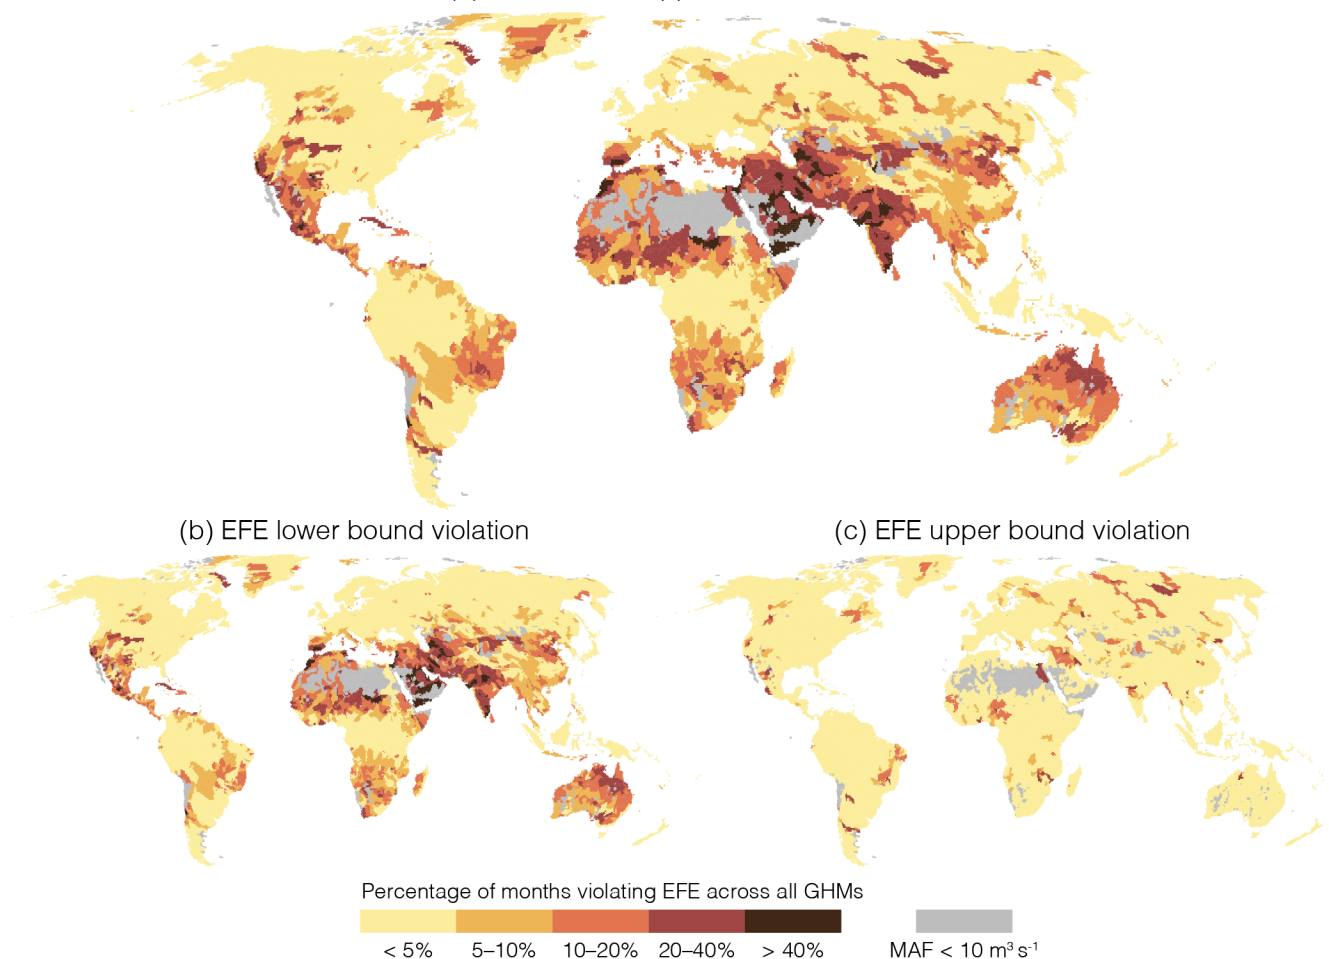 (b) EFE lower bound violation
(c) EFE upper bound violation
Percentage of months violating EFE across all GHMs
< 5%
5–10%
10–20%
20–40%
> 40%
MAF < 10 m³ s⁻¹